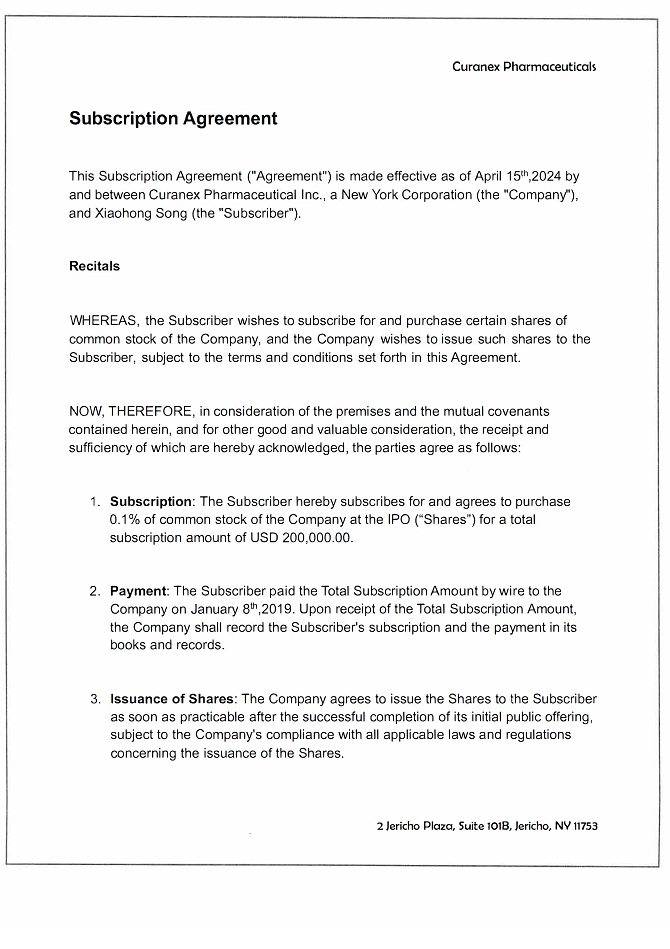 Curanex Pharmaceuticals
Subscription Agreement
This Subscription Agreement ("Agreement") is made effective as of April 15th,2024 by
and between Curanex Pharmaceutical Inc., a New York Corporation (the "Company"),
and Xiaohong Song (the "Subscriber").
Recitals
WHEREAS, the Subscriber wishes to subscribe for and purchase certain shares of
common stock of the Company, and the Company wishes to issue such shares to the
Subscriber, subject to the terms and conditions set forth in this Agreement.
NOW, THEREFORE, in consideration of the premises and the mutual covenants
contained herein, and for other good and valuable consideration, the receipt and
sufficiency of which are hereby acknowledged, the parties agree as follows:
1. Subscription: The Subscriber hereby subscribes for and agrees to purchase
0.1% of common stock of the Company at the IPO (“Shares”) for a total
subscription amount of USD 200,000.00.
2. Payment: The Subscriber paid the Total Subscription Amount by wire to the
Company on January 8th,2019. Upon receipt of the Total Subscription Amount,
the Company shall record the Subscriber's subscription and the payment in its
books and records.
3. Issuance of Shares: The Company agrees to issue the Shares to the Subscriber
as soon as practicable after the successful completion of its initial public offering,
subject to the Company's compliance with all applicable laws and regulations
concerning the issuance of the Shares.
2 Jericho Plaza, Suite 101B, Jericho, NY 11753